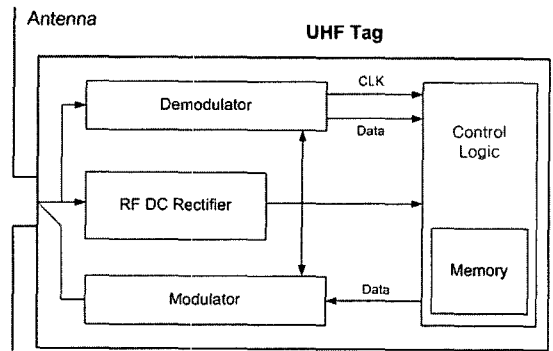 Antenna
UHF Tag
Demodulator
CLK
Data
Control
Logic
RF DC Rectifier
Memory
Modulator
Data